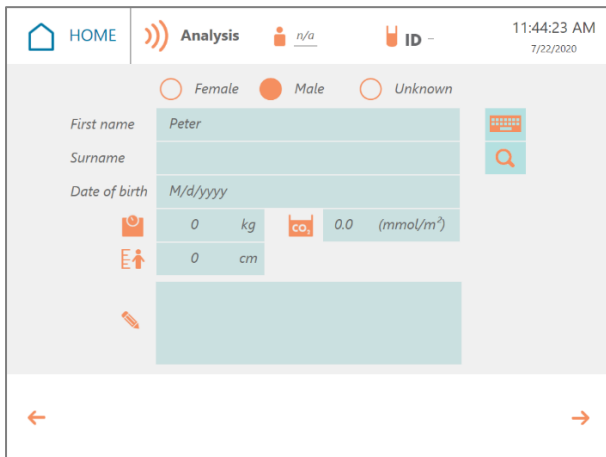 HOME Analysis n/a ID - 11:44:23 AM
7/22/2020
Female Male Unknown
First name Peter
Surname
Date of birth M/d/yyyy
0 kg CO₂ 0.0 (mmol/m²)
0 cm